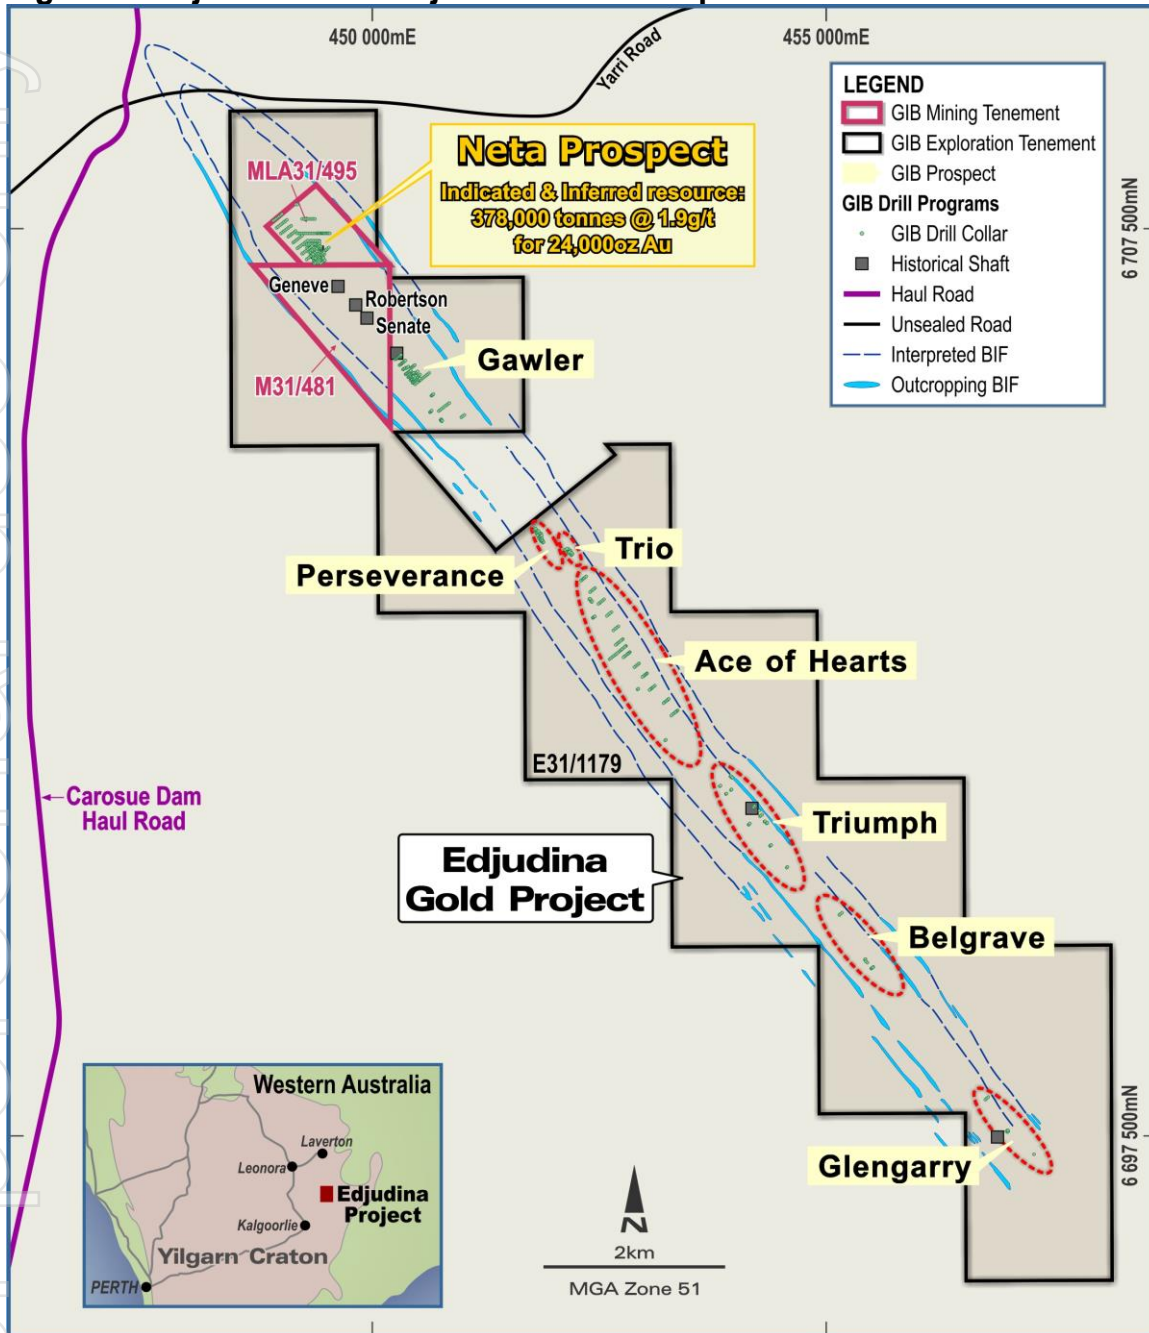 450 000mE
455 000mE
Yarri Road
LEGEND
GIB Mining Tenement
GIB Exploration Tenement
GIB Prospect
GIB Drill Programs
GIB Drill Collar
Historical Shaft
Haul Road
Unsealed Road
Interpreted BIF
Outcropping BIF
Neta Prospect
Indicated & Inferred resource:
378,000 tonnes @ 1.9g/t
for 24,000oz Au
MLA31/495
6 707 500mN
Geneve
Robertson
Senate
Gawler
M31/481
Trio
Perseverance
Ace of Hearts
E31/1179
Carosue Dam
Haul Road
Triumph
Edjudina
Gold Project
Belgrave
6 697 500mN
Glengarry
Western Australia
Laverton
Leonora
Edjudina
Project
Kalgoorlie
Yilgarn Craton
PERTH
N
2km
MGA Zone 51